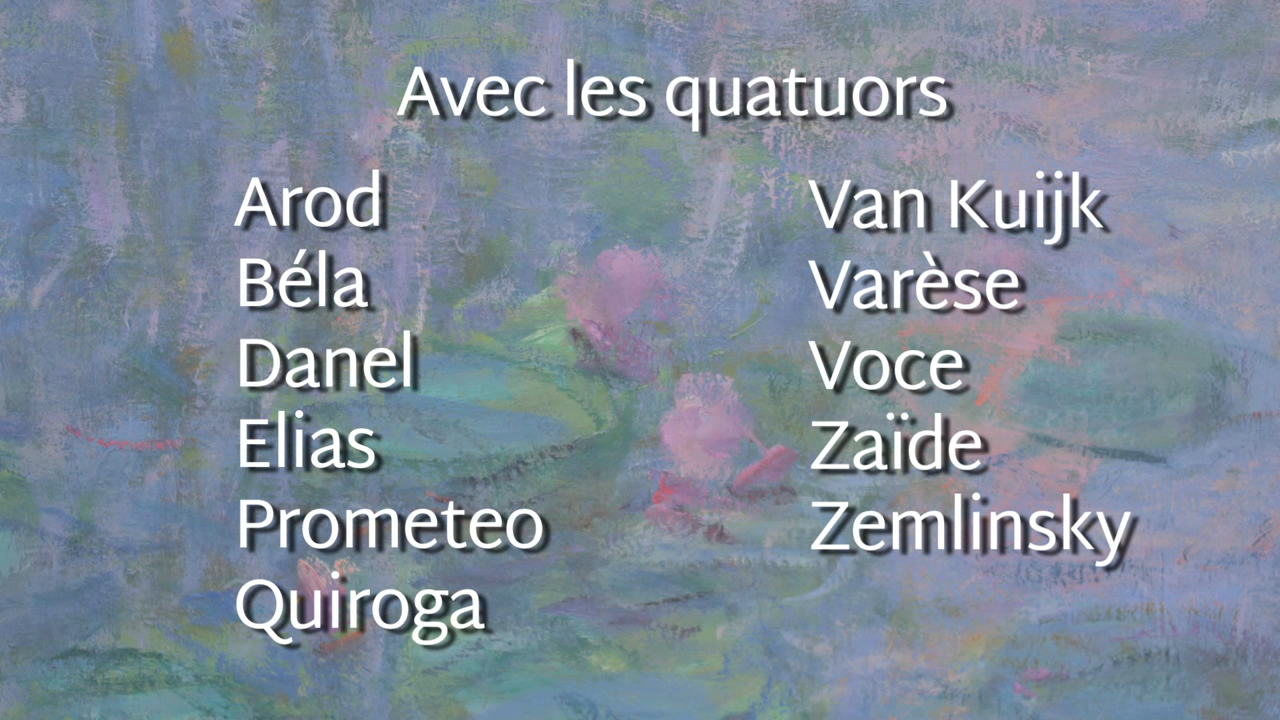 Avec les quatuors
Arod
Béla
Danel
Elias
Prometeo
Quiroga
Van Kuijk
Varèse
Voce
Zaïde
Zemlinsky